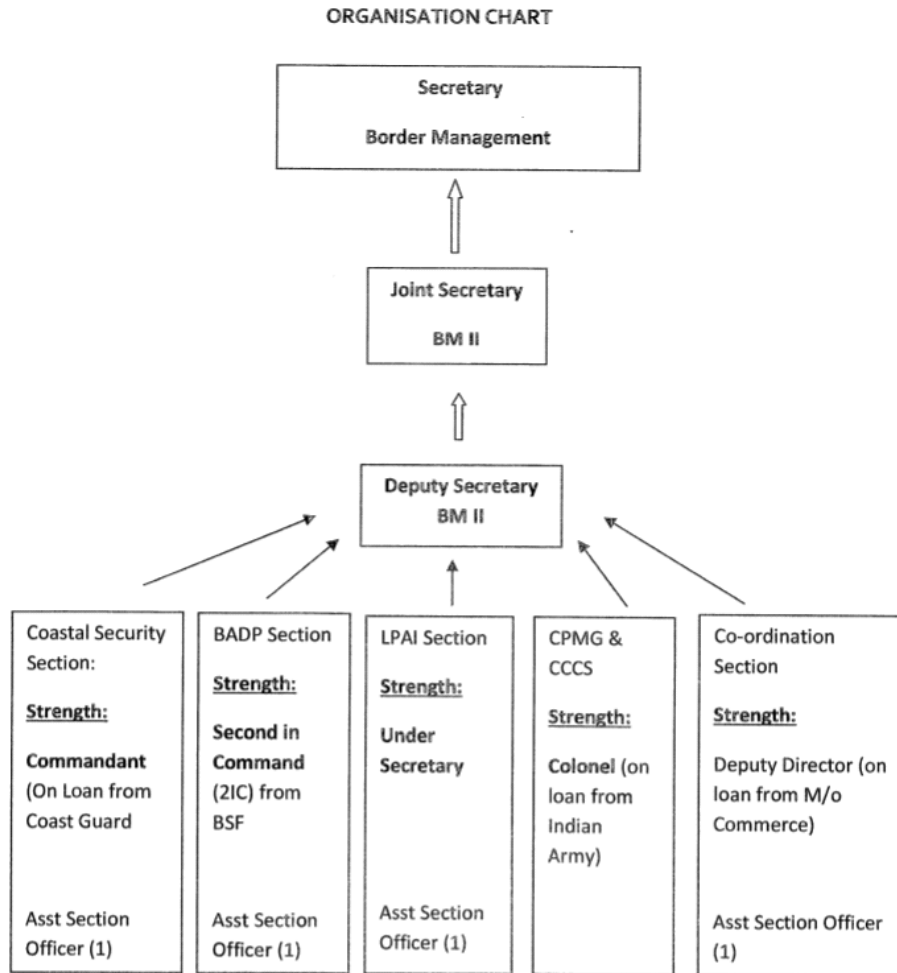 ORGANISATION CHART
Secretary
Border Management
Joint Secretary
BM II
Deputy Secretary
BM II
Coastal Security
Section:
Strength:
Commandant
(On Loan from
Coast Guard
Asst Section
Officer (1)
BADP Section
Strength:
Second in
Command
(2IC) from
BSF
Asst Section
Officer (1)
LPAI Section
Strength:
Under
Secretary
Asst Section
Officer (1)
CPMG &
CCCS
Strength:
Colonel (on
loan from
Indian
Army)
Co-ordination
Section
Strength:
Deputy Director (on
loan from M/o
Commerce)
Asst Section Officer
(1)